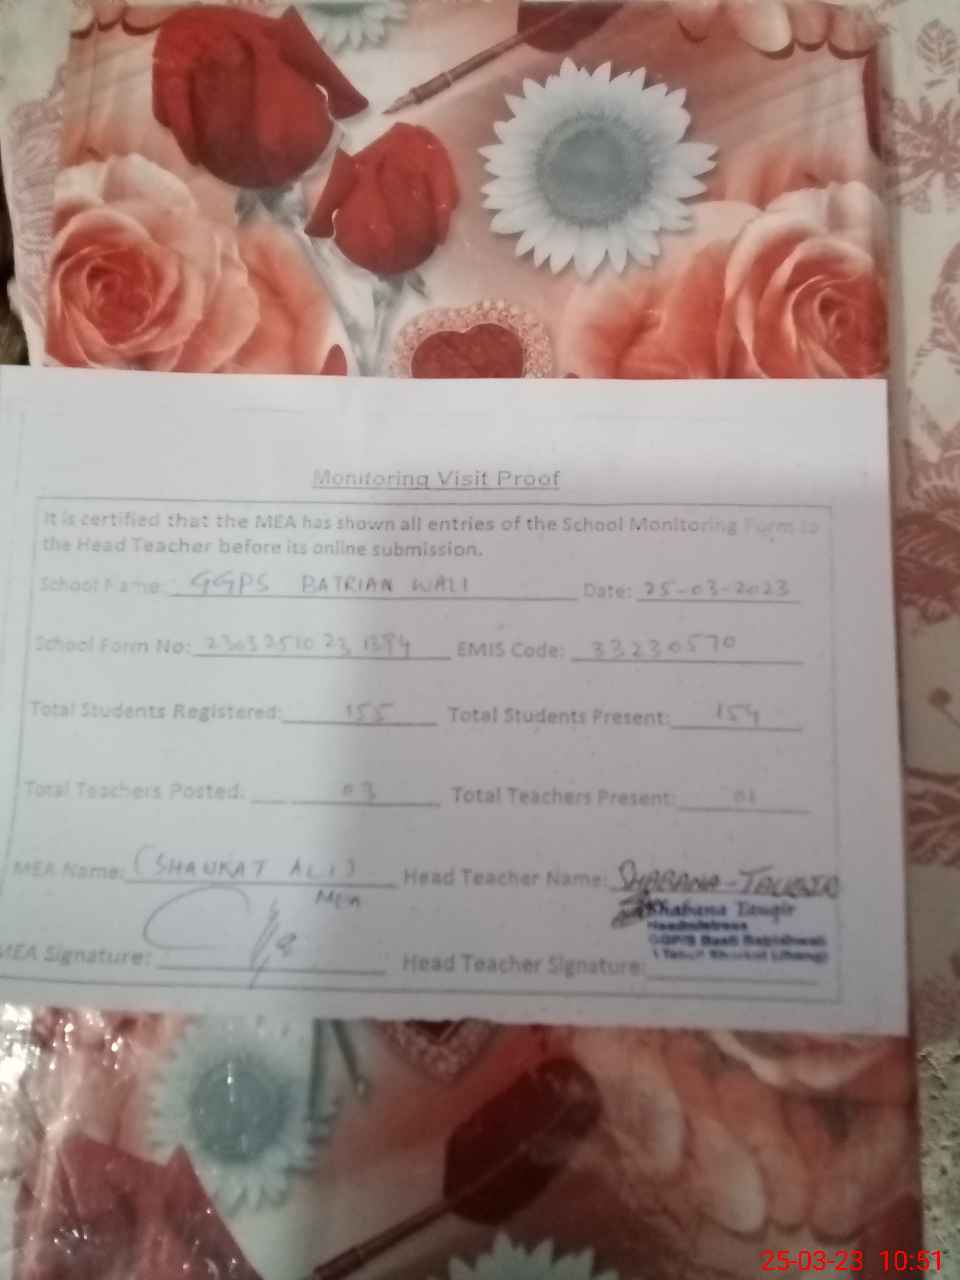 Monitoring Visit Proof
It is certified that the MEA has shown all entries of the School Monitoring Form to
the Head Teacher before its online submission.
School Name: GGPS BATRIAN WALI Date: 25-03-2023
School Form No: EMIS Code: 33230570
Total Students Registered: 155 Total Students Present: 154
Total Teachers Posted: 03 Total Teachers Present: 01
MEA Name: (SHAUKAT ALI) Head Teacher Name: SHABANA-TAUQIR
MEA
Shabana Tauqir
Headmistress
MEA Signature: Head Teacher Signature:
25-03-23 10:51